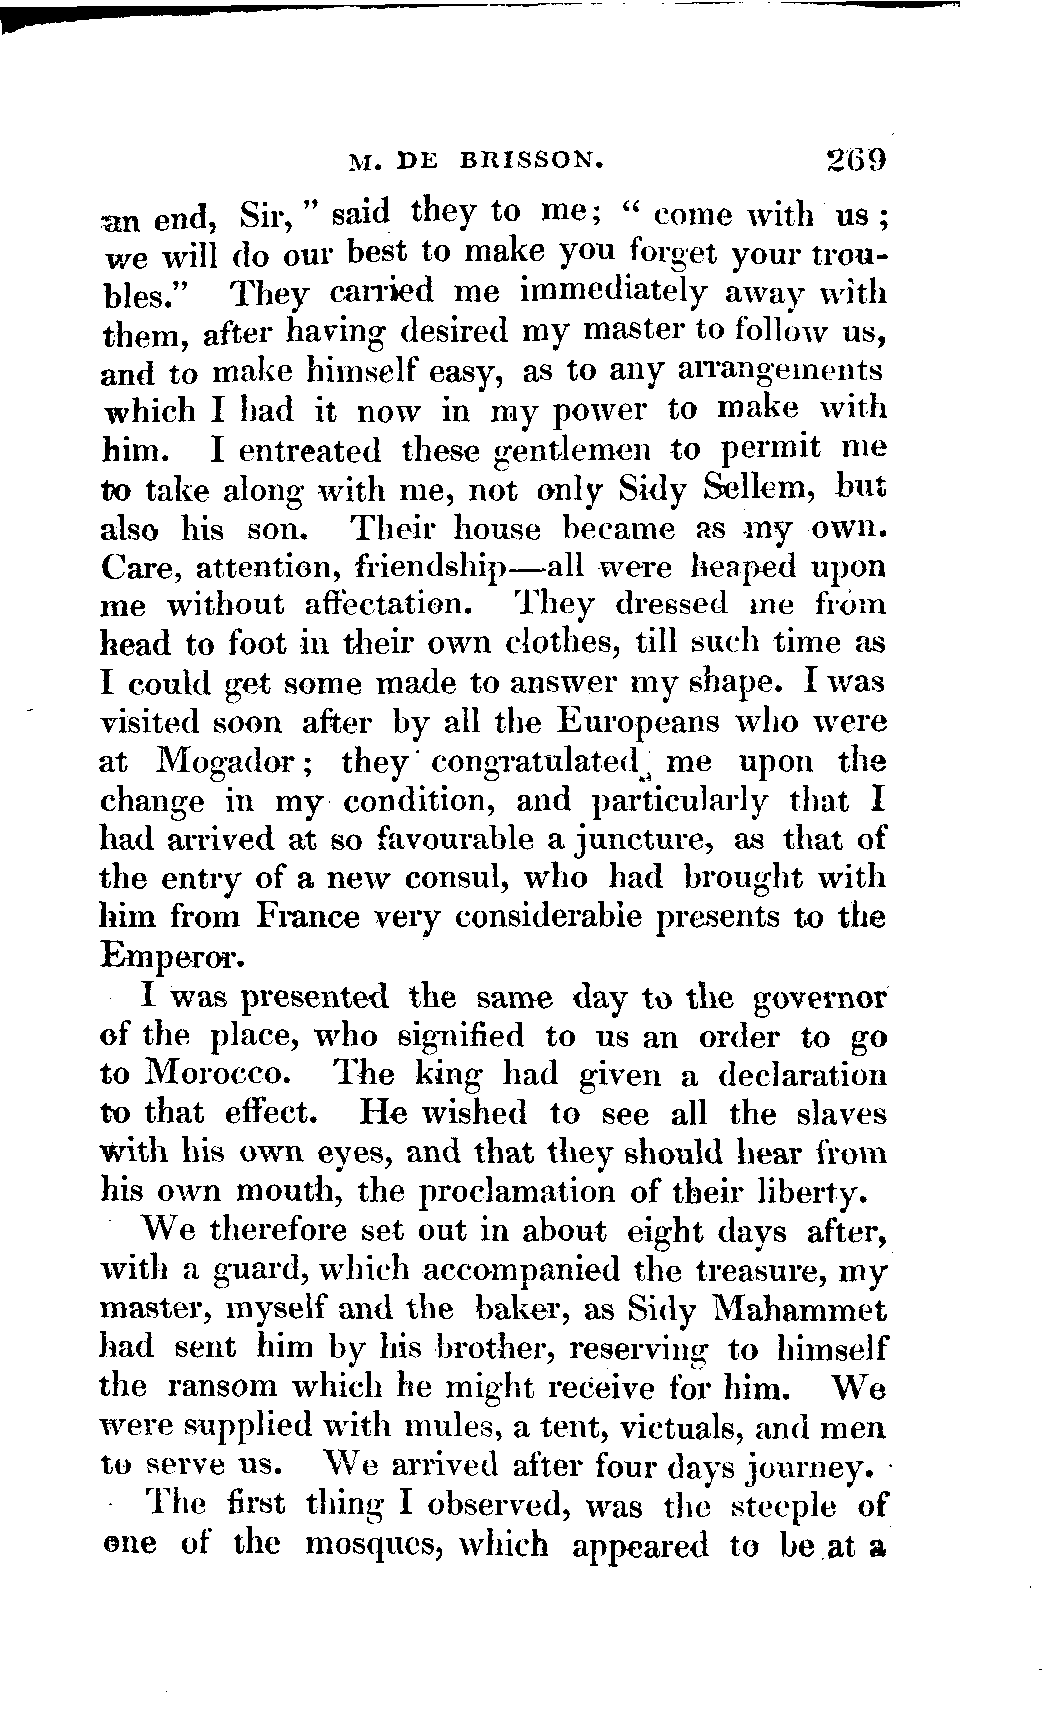 M. DE BRISSON. 269
an end, Sir, " said they to me; " come with us;
we will do our best to make you forget your trou-
bles." They carried me immediately away with
them, after having desired my master to follow us,
and to make himself easy, as to any arrangements
which I had it now in my power to make with
him. I entreated these gentlemen to permit me
to take along with me, not only Sidy Sellem, but
also his son. Their house became as my own.
Care, attention, friendship—all were heaped upon
me without affectation. They dressed me from
head to foot in their own clothes, till such time as
I could get some made to answer my shape. I was
visited soon after by all the Europeans who were
at Mogador; they congratulated me upon the
change in my condition, and particularly that I
had arrived at so favourable a juncture, as that of
the entry of a new consul, who had brought with
him from France very considerable presents to the
Emperor.
I was presented the same day to the governor
of the place, who signified to us an order to go
to Morocco. The king had given a declaration
to that effect. He wished to see all the slaves
with his own eyes, and that they should hear from
his own mouth, the proclamation of their liberty.
We therefore set out in about eight days after,
with a guard, which accompanied the treasure, my
master, myself and the baker, as Sidy Mahammet
had sent him by his brother, reserving to himself
the ransom which he might receive for him. We
were supplied with mules, a tent, victuals, and men
to serve us. We arrived after four days journey.
The first thing I observed, was the steeple of
one of the mosques, which appeared to be at a